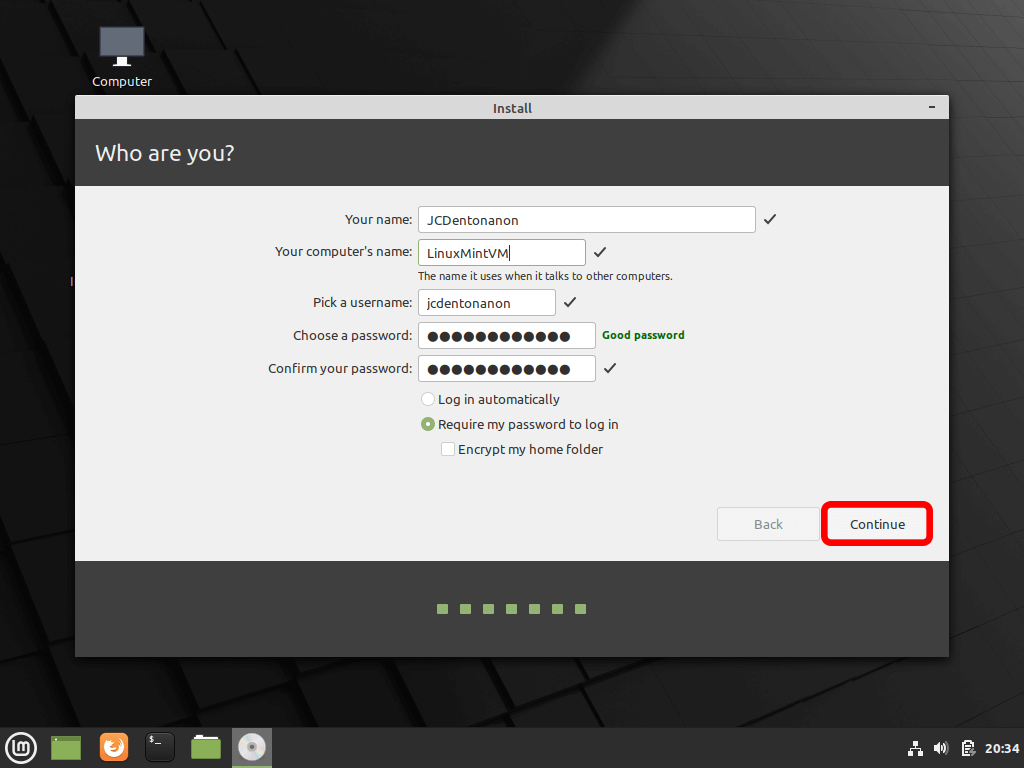 Computer
Install
Who are you?
Your name: JCDentonanon
Your computer's name: LinuxMintVM
The name it uses when it talks to other computers.
Pick a username: jcdentonanon
Choose a password: ●●●●●●●●●●●● Good password
Confirm your password: ●●●●●●●●●●●●
Log in automatically
Require my password to log in
Encrypt my home folder
Back Continue
20:34